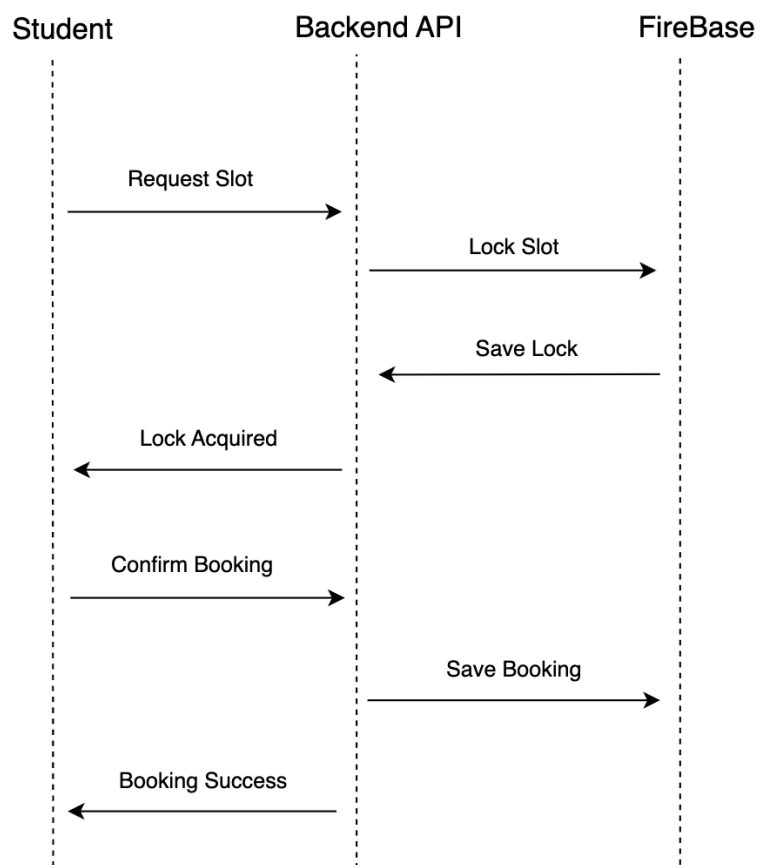 Student
Backend API
FireBase
Request Slot
Lock Slot
Save Lock
Lock Acquired
Confirm Booking
Save Booking
Booking Success